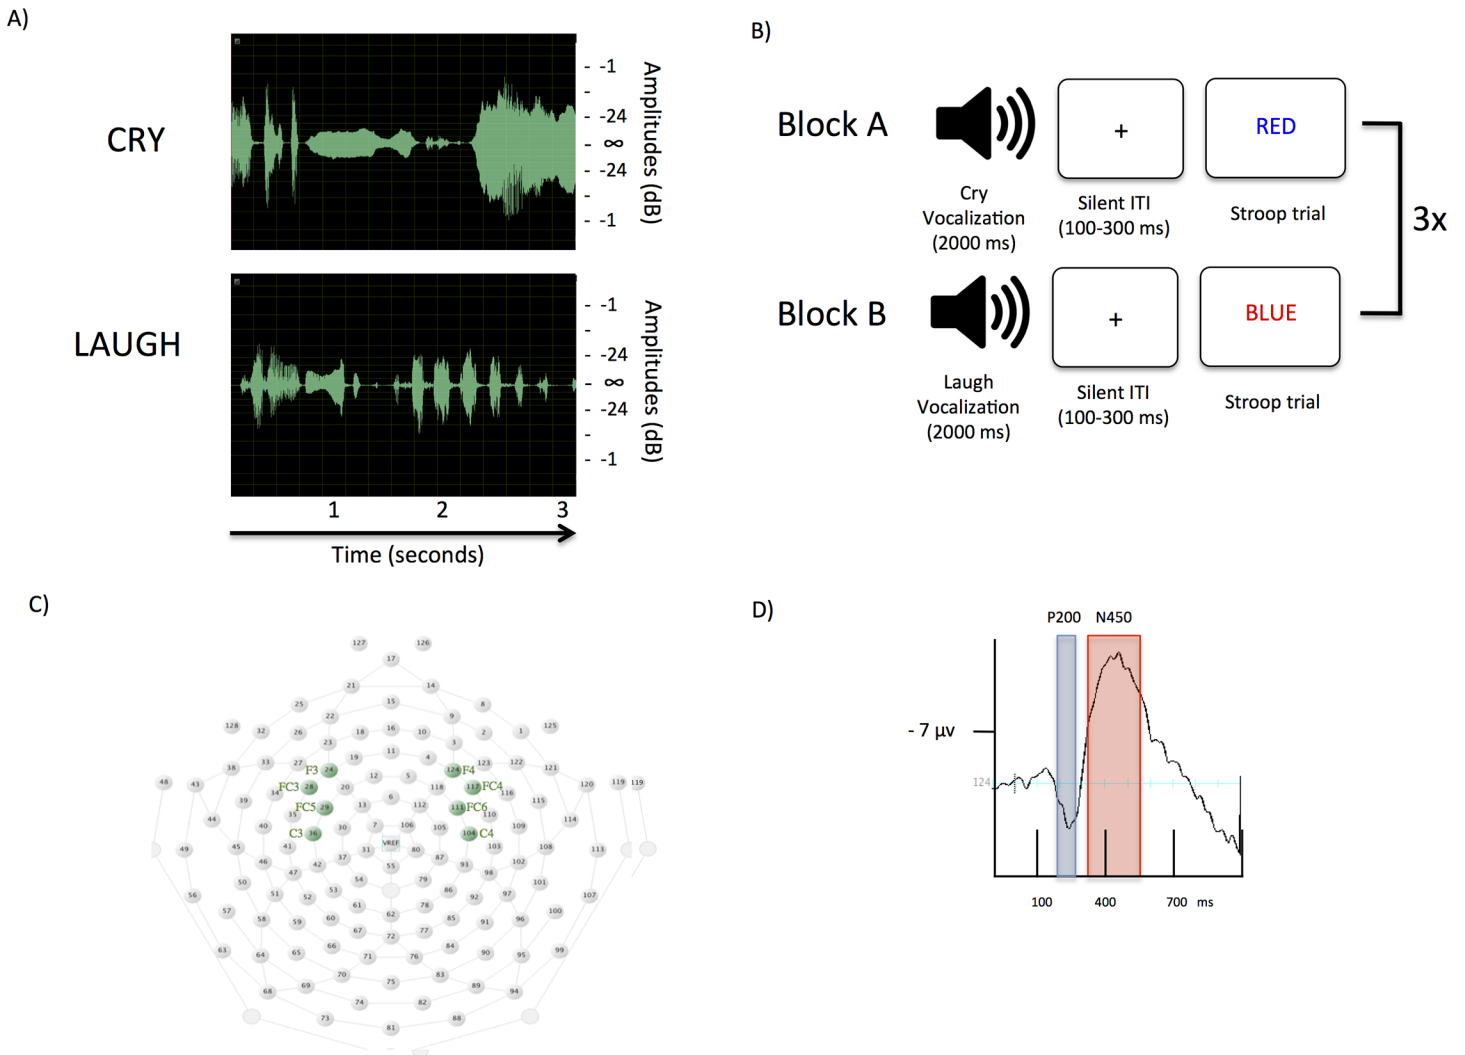 A)
CRY
- -1
-
- -24
- ∞
- -24
-
- -1
Amplitudes (dB)
LAUGH
- -1
-
- -24
- ∞
- -24
-
- -1
Amplitudes (dB)
1 2 3
Time (seconds)
B)
Block A
Cry
Vocalization
(2000 ms)
+
Silent ITI
(100-300 ms)
RED
Stroop trial
Block B
Laugh
Vocalization
(2000 ms)
+
Silent ITI
(100-300 ms)
BLUE
Stroop trial
3x
C)
127 126
17
21 14
25 15 8
22 9
128 32 26 18 16 10 2 1 125
23 3
11
38 33 27 19 4 123 122 121
F3 24 124 F4
48 43 12 5 120 119 119
34 FC3 28 20 118 117 FC4 116
39 13 6 112 115
44 35 FC5 29 111 FC6 110 114
40 C3 36 30 7 106 105 104 C4 109
49 45 41 31 VREF 80 103 108 113
46 42 37 55 87 93 102
50 47 54 79 98 101
56 51 53 86 92 97 107
57 58 52 61 62 78 85 96 100
59 60 91
63 64 67 72 77 95 99
65 66 71 76 84 90
68 69 70 75 83 89 94
74 82
73 81 88
D)
P200 N450
- 7 µv
124
100 400 700 ms